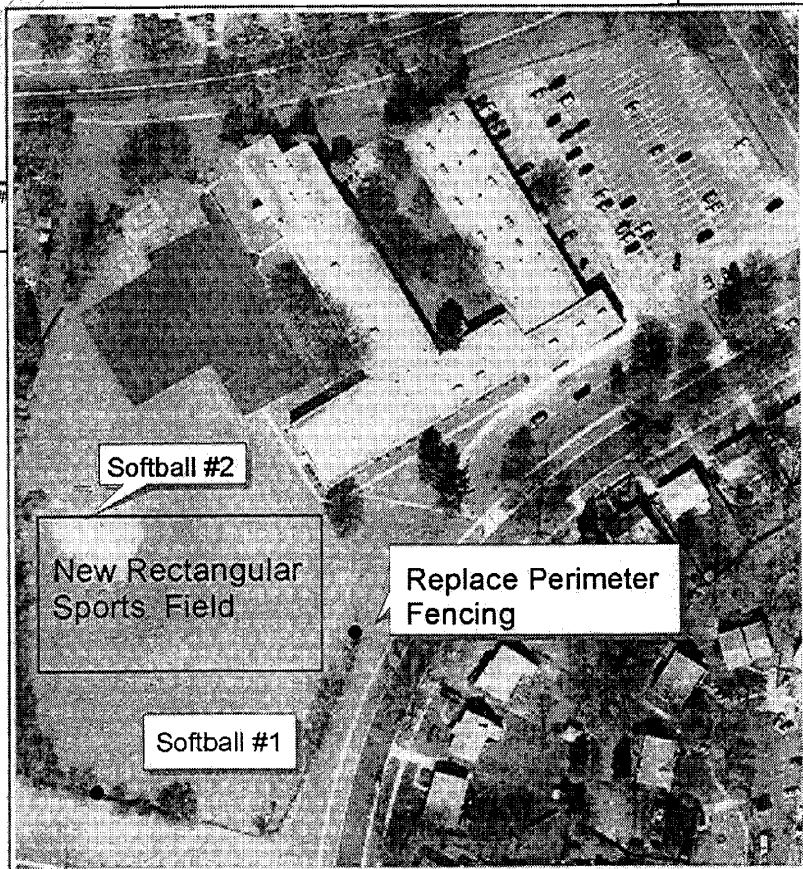 Softball #2
New Rectangular
Sports Field
Replace Perimeter
Fencing
Softball #1